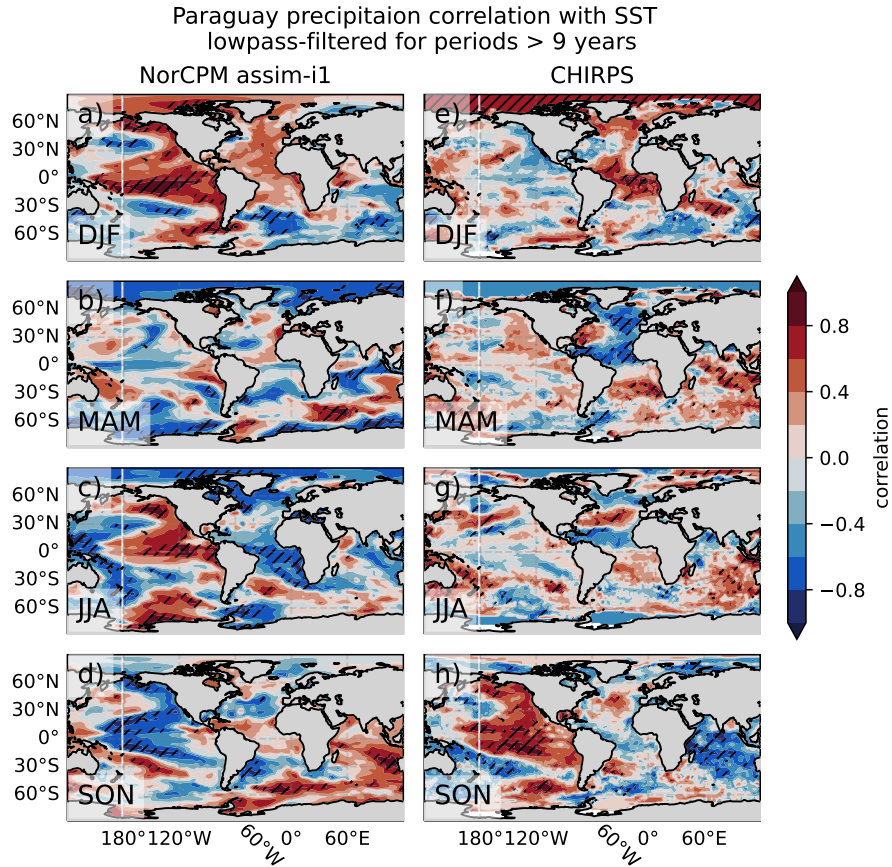 Paraguay precipitaion correlation with SST
lowpass-filtered for periods > 9 years
NorCPM assim-i1
CHIRPS
a)
60°N
30°N
0°
30°S
60°S
DJF
e)
DJF
b)
60°N
30°N
0°
30°S
60°S
MAM
f)
MAM
c)
60°N
30°N
0°
30°S
60°S
JJA
g)
JJA
d)
60°N
30°N
0°
30°S
60°S
SON
h)
SON
180°120°W
60°W
0°
60°E
180°120°W
60°W
0°
60°E
0.8
0.4
0.0
−0.4
−0.8
correlation